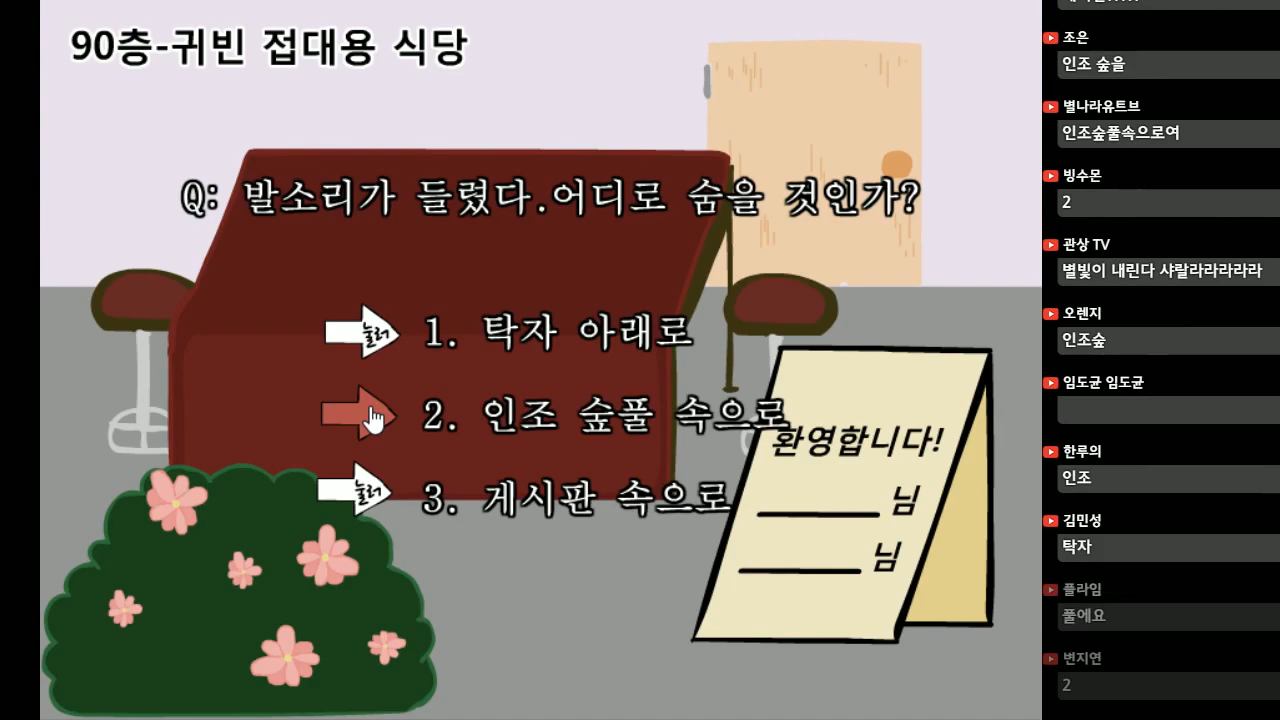 90층-귀빈 접대용 식당
Q: 발소리가 들렸다.어디로 숨을 것인가?
눌러
1. 탁자 아래로
2. 인조 숲풀 속으로
눌러
3. 게시판 속으로
환영합니다!
님
님
조은
인조 숲을
별나라유트브
인조숲풀속으로여
빙수몬
2
관상 TV
별빛이 내린다 샤랄라라라라라
오렌지
인조숲
임도균 임도균
한루의
인조
김민성
탁자
플라임
풀에요
변지연
2